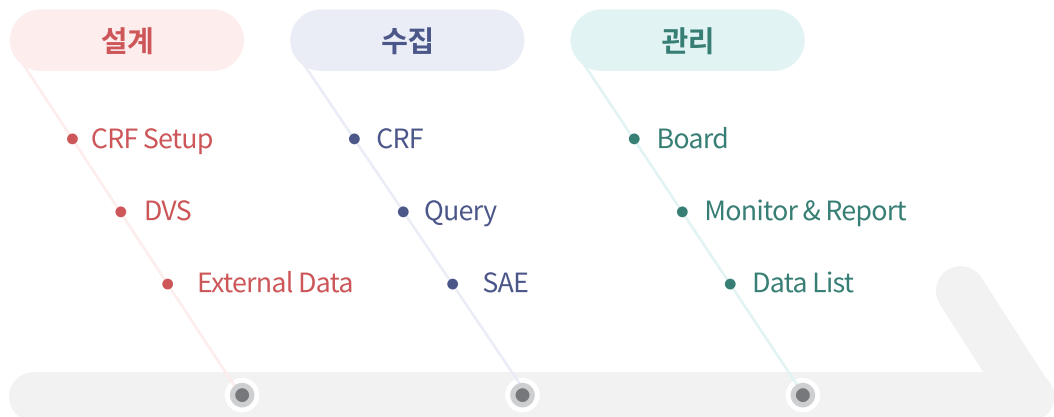 설계
CRF Setup
DVS
External Data
수집
CRF
Query
SAE
관리
Board
Monitor & Report
Data List